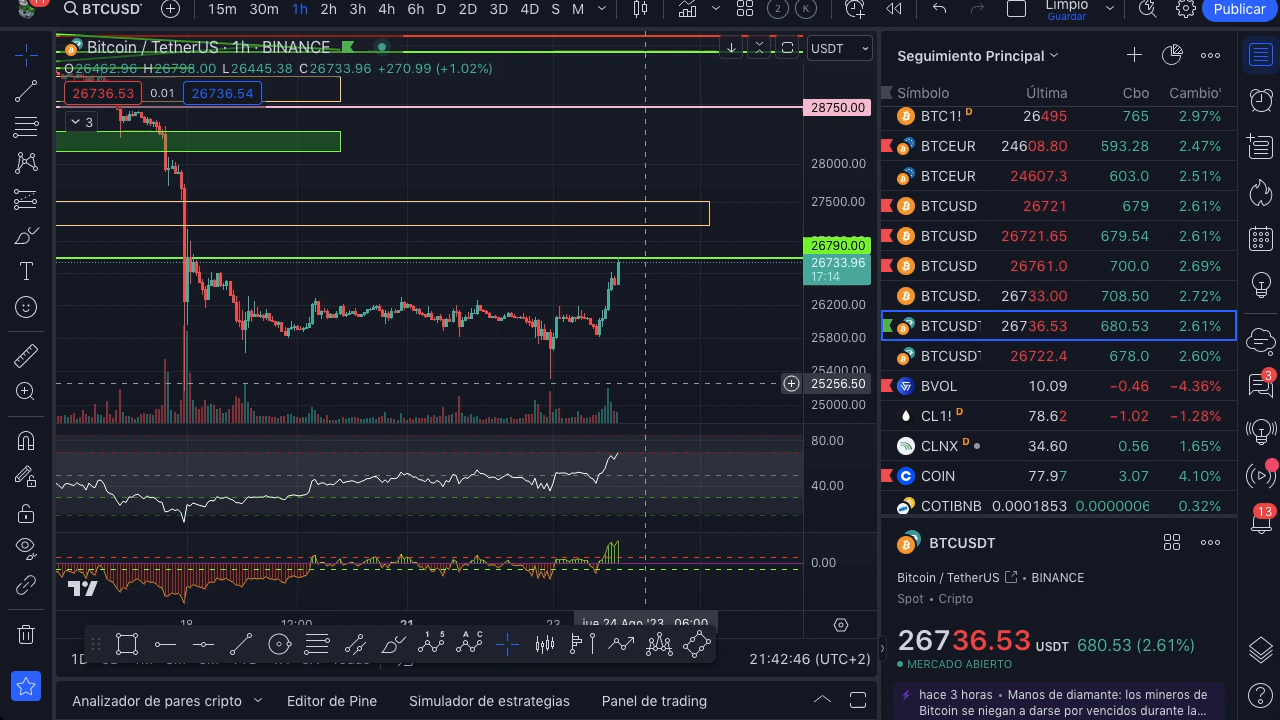 11
BTCUSD
15m 30m 1h 2h 3h 4h 6h D 2D 3D 4D S M
2 K
Limpio
Guardar
Publicar
Bitcoin / TetherUS · 1h · BINANCE
USDT
O26462.96 H26798.00 L26445.38 C26733.96 +270.99 (+1.02%)
26736.53 0.01 26736.54
3
28750.00
28000.00
27500.00
26790.00
26733.96
17:14
26200.00
25800.00
25400.00
25256.50
25000.00
80.00
40.00
0.00
18 12:00 21 23 jue 24 Ago '23 06:00
1D
21:42:46 (UTC+2)
Analizador de pares cripto
Editor de Pine
Simulador de estrategias
Panel de trading
Seguimiento Principal
Símbolo Última Cbo Cambio%
BTC1! D 26495 765 2.97%
BTCEUR 24608.80 593.28 2.47%
BTCEUR 24607.3 603.0 2.51%
BTCUSD 26721 679 2.61%
BTCUSD 26721.65 679.54 2.61%
BTCUSD 26761.0 700.0 2.69%
BTCUSD. 26733.00 708.50 2.72%
BTCUSDT 26736.53 680.53 2.61%
BTCUSDT 26722.4 678.0 2.60%
BVOL 10.09 −0.46 −4.36%
CL1! D 78.62 −1.02 −1.28%
CLNX D 34.60 0.56 1.65%
COIN 77.97 3.07 4.10%
COTIBNB 0.0001853 0.0000006 0.32%
BTCUSDT
Bitcoin / TetherUS • BINANCE
Spot • Cripto
26736.53 USDT 680.53 (2.61%)
MERCADO ABIERTO
hace 3 horas • Manos de diamante: los mineros de
Bitcoin se niegan a darse por vencidos durante la...
3
13